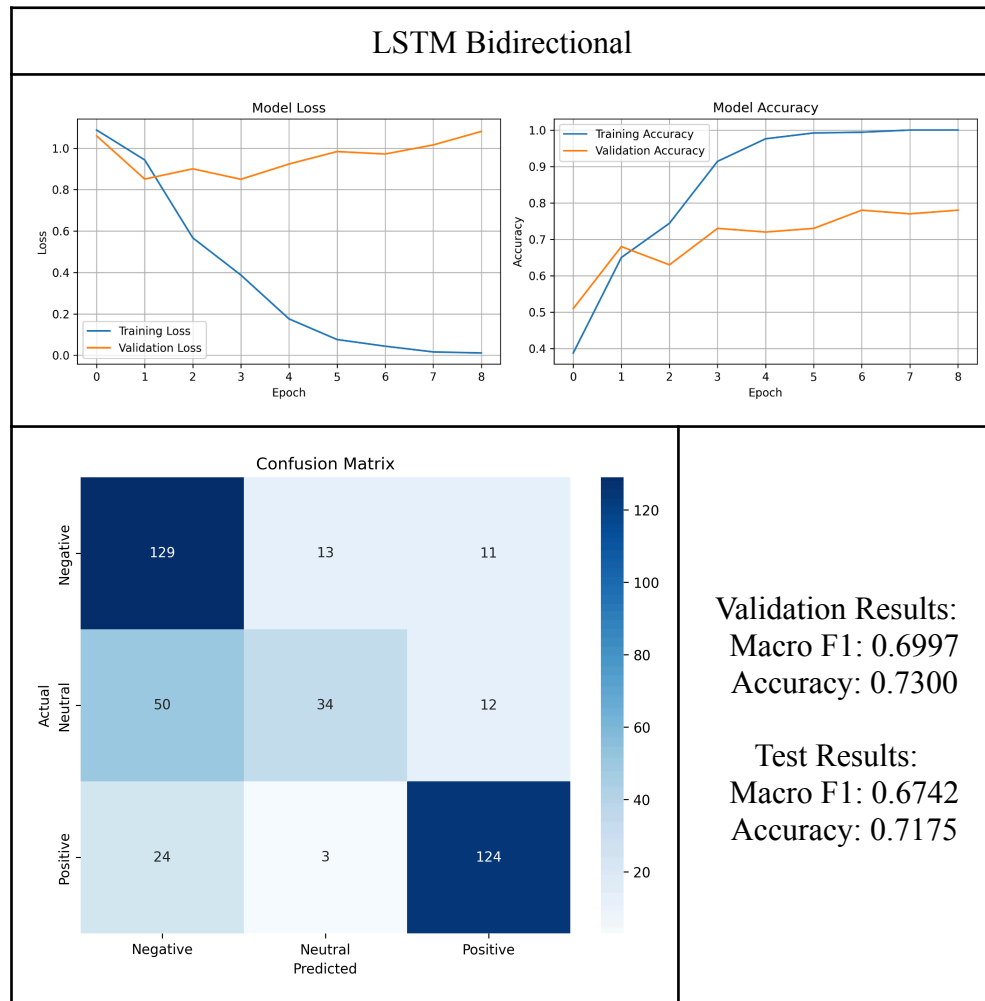 LSTM Bidirectional
Model Loss
1.0
0.8
0.6
0.4
0.2
0.0
Loss
Training Loss
Validation Loss
0 1 2 3 4 5 6 7 8
Epoch
Model Accuracy
1.0
0.9
0.8
0.7
0.6
0.5
0.4
Accuracy
Training Accuracy
Validation Accuracy
0 1 2 3 4 5 6 7 8
Epoch
Confusion Matrix
Actual
Negative
129 13 11
Neutral
50 34 12
Positive
24 3 124
Negative Neutral Positive
Predicted
120
100
80
60
40
20
Validation Results:
Macro F1: 0.6997
Accuracy: 0.7300
Test Results:
Macro F1: 0.6742
Accuracy: 0.7175